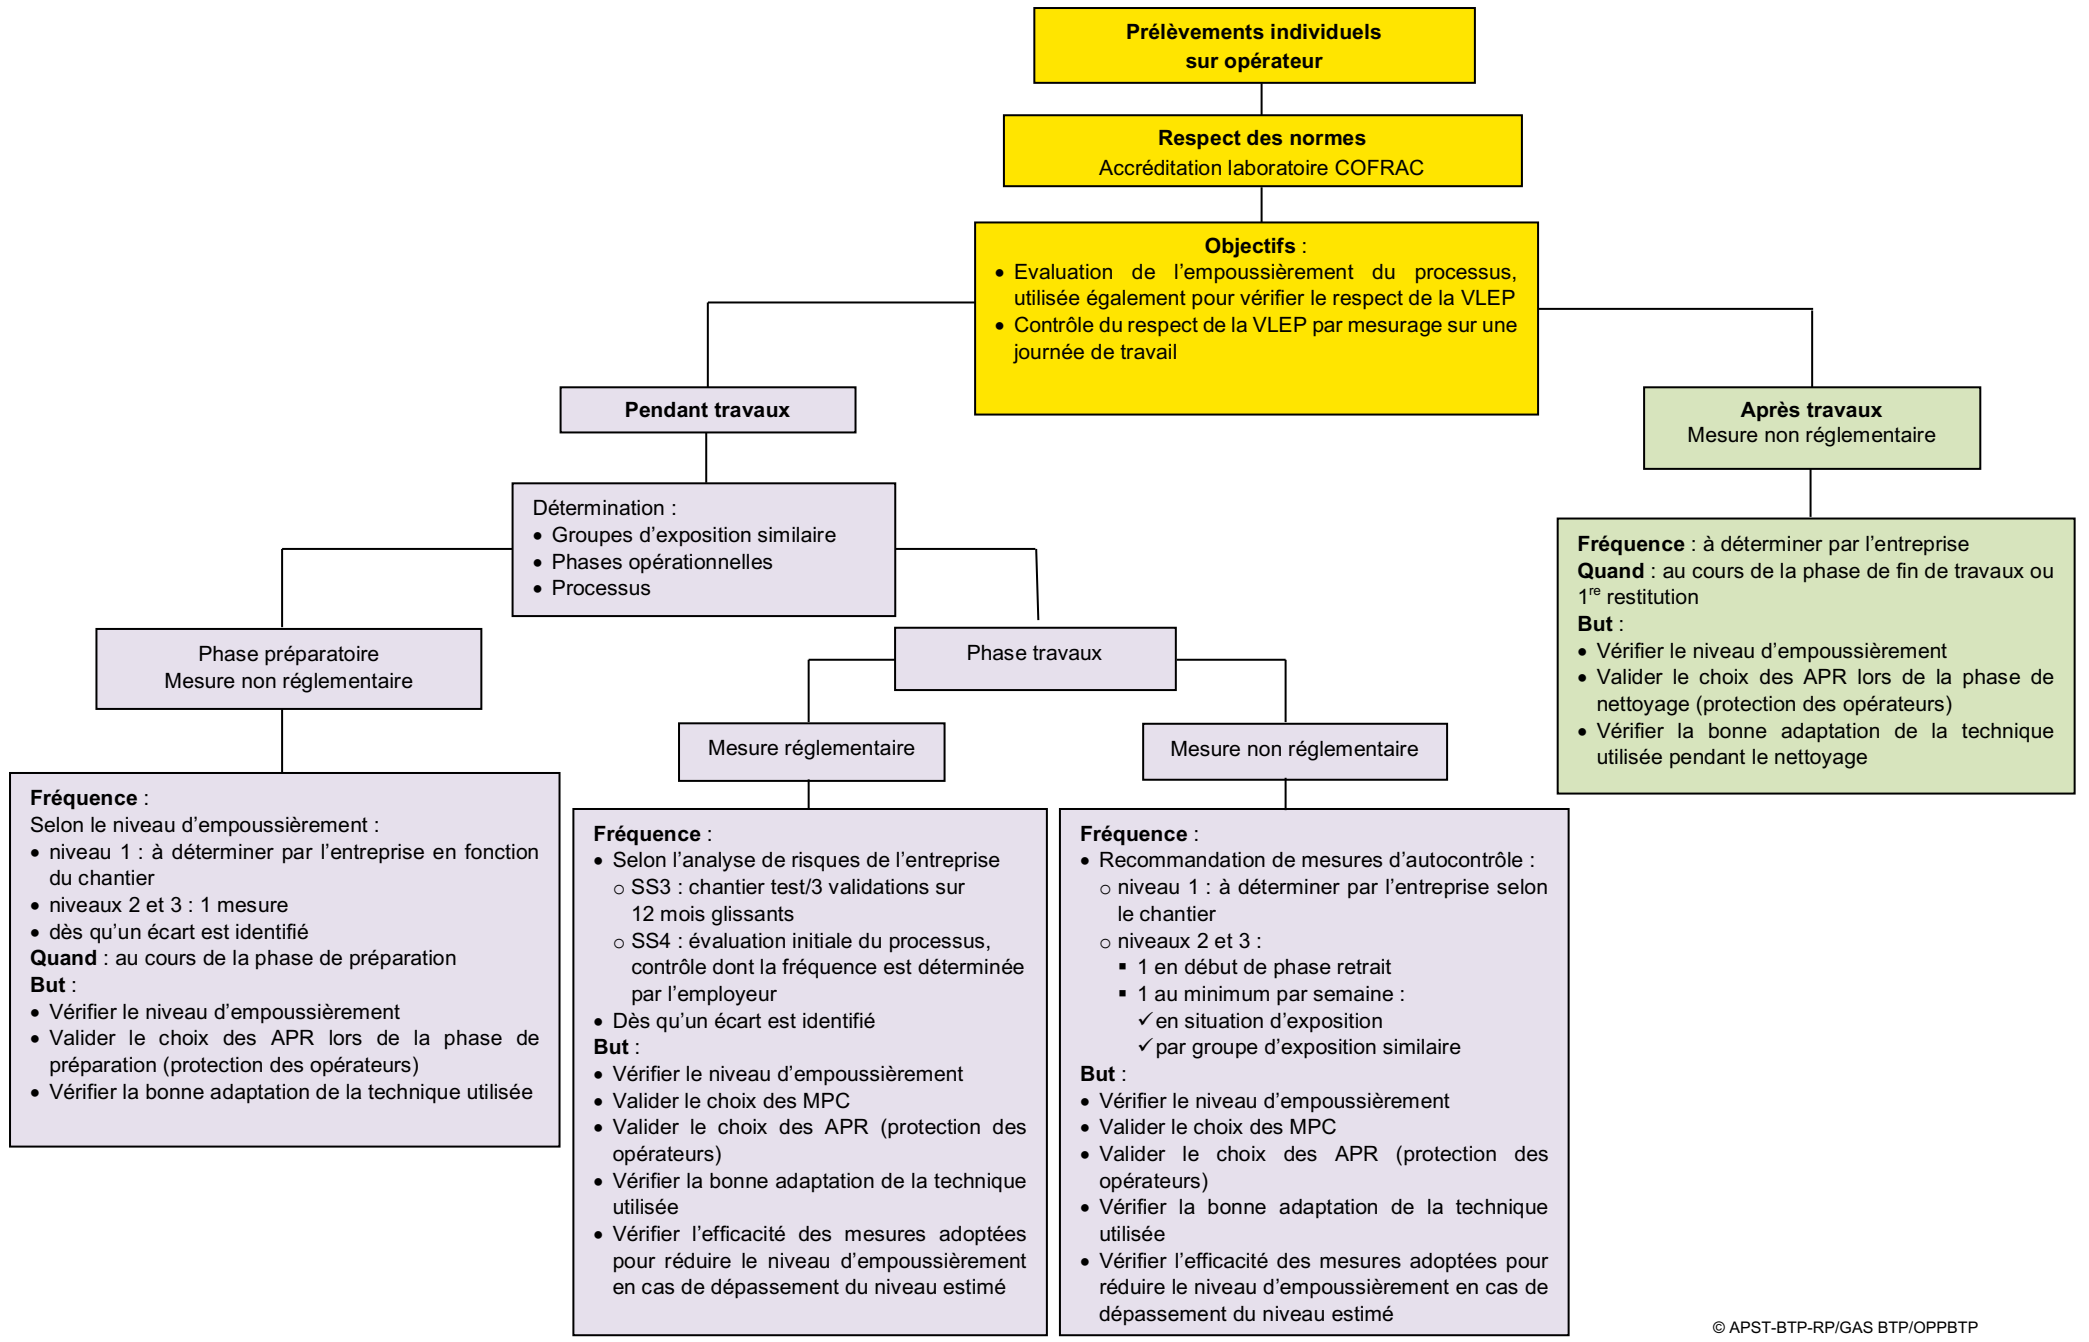 Prélèvements individuels
sur opérateur
Respect des normes
Accréditation laboratoire COFRAC
Objectifs :
• Evaluation de l’empoussièrement du processus,
utilisée également pour vérifier le respect de la VLEP
• Contrôle du respect de la VLEP par mesurage sur une
journée de travail
Pendant travaux
Après travaux
Mesure non réglementaire
Détermination :
• Groupes d’exposition similaire
• Phases opérationnelles
• Processus
Fréquence : à déterminer par l’entreprise
Quand : au cours de la phase de fin de travaux ou
1re restitution
But :
• Vérifier le niveau d’empoussièrement
• Valider le choix des APR lors de la phase de
nettoyage (protection des opérateurs)
• Vérifier la bonne adaptation de la technique
utilisée pendant le nettoyage
Phase préparatoire
Mesure non réglementaire
Phase travaux
Mesure réglementaire
Mesure non réglementaire
Fréquence :
Selon le niveau d’empoussièrement :
• niveau 1 : à déterminer par l’entreprise en fonction
du chantier
• niveaux 2 et 3 : 1 mesure
• dès qu’un écart est identifié
Quand : au cours de la phase de préparation
But :
• Vérifier le niveau d’empoussièrement
• Valider le choix des APR lors de la phase de
préparation (protection des opérateurs)
• Vérifier la bonne adaptation de la technique utilisée
Fréquence :
• Selon l’analyse de risques de l’entreprise
o SS3 : chantier test/3 validations sur
12 mois glissants
o SS4 : évaluation initiale du processus,
contrôle dont la fréquence est déterminée
par l’employeur
• Dès qu’un écart est identifié
But :
• Vérifier le niveau d’empoussièrement
• Valider le choix des MPC
• Valider le choix des APR (protection des
opérateurs)
• Vérifier la bonne adaptation de la technique
utilisée
• Vérifier l’efficacité des mesures adoptées
pour réduire le niveau d’empoussièrement
en cas de dépassement du niveau estimé
Fréquence :
• Recommandation de mesures d’autocontrôle :
o niveau 1 : à déterminer par l’entreprise selon
le chantier
o niveaux 2 et 3 :
▪ 1 en début de phase retrait
▪ 1 au minimum par semaine :
✓ en situation d’exposition
✓ par groupe d’exposition similaire
But :
• Vérifier le niveau d’empoussièrement
• Valider le choix des MPC
• Valider le choix des APR (protection des
opérateurs)
• Vérifier la bonne adaptation de la technique
utilisée
• Vérifier l’efficacité des mesures adoptées pour
réduire le niveau d’empoussièrement en cas de
dépassement du niveau estimé
© APST-BTP-RP/GAS BTP/OPPBTP